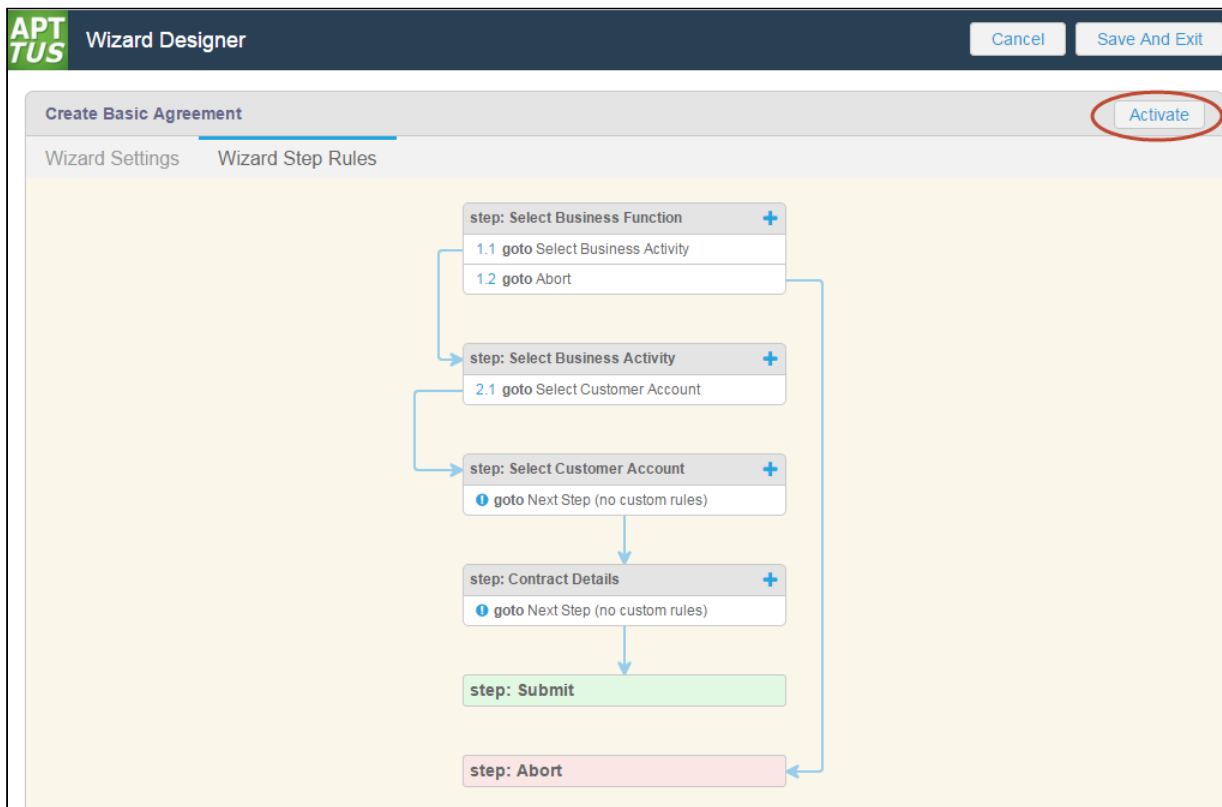 APT
TUS
Wizard Designer
Cancel
Save And Exit
Create Basic Agreement
Activate
Wizard Settings
Wizard Step Rules
step: Select Business Function
1.1 goto Select Business Activity
1.2 goto Abort
step: Select Business Activity
2.1 goto Select Customer Account
step: Select Customer Account
goto Next Step (no custom rules)
step: Contract Details
goto Next Step (no custom rules)
step: Submit
step: Abort